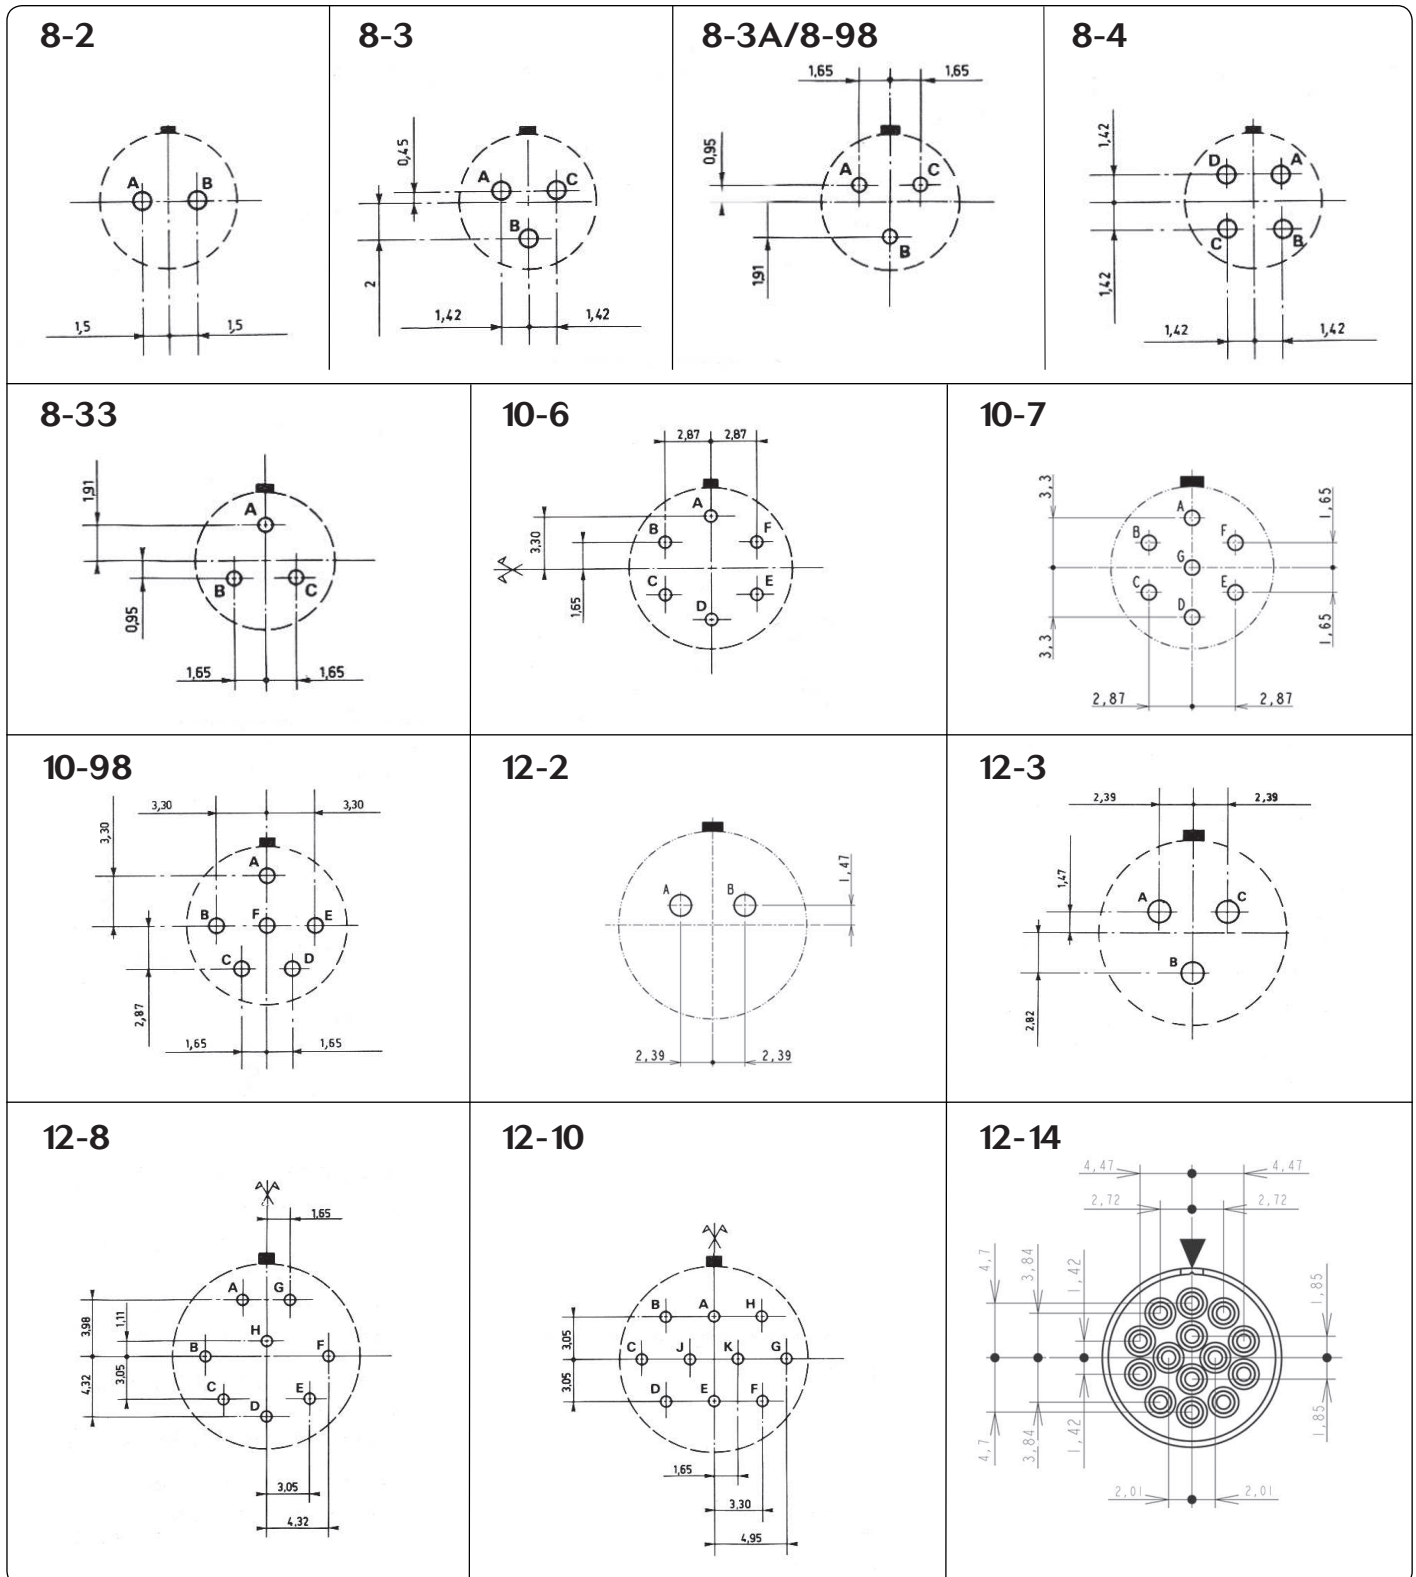 8-2
A
B
1,5
1,5
8-3
0,45
A
C
B
2
1,42
1,42
8-3A/8-98
1,65
1,65
0,95
A
C
B
1,91
8-4
1,42
D
A
C
B
1,42
1,42
1,42
8-33
1,91
A
B
C
0,95
1,65
1,65
10-6
2,87
2,87
A
B
F
3,30
C
E
1,65
D
10-7
3,3
1,65
A
B
F
G
C
E
D
3,3
1,65
2,87
2,87
10-98
3,30
3,30
3,30
A
B
F
E
C
D
2,87
1,65
1,65
12-2
A
B
1,47
2,39
2,39
12-3
2,39
2,39
1,47
A
C
B
2,82
12-8
1,65
A
G
3,98
1,11
H
B
F
4,32
3,05
C
E
D
3,05
4,32
12-10
B
A
H
3,05
C
J
K
G
3,05
D
E
F
1,65
3,30
4,95
12-14
4,47
4,47
2,72
2,72
4,7
3,84
1,42
1,85
4,7
3,84
1,42
1,85
2,01
2,01